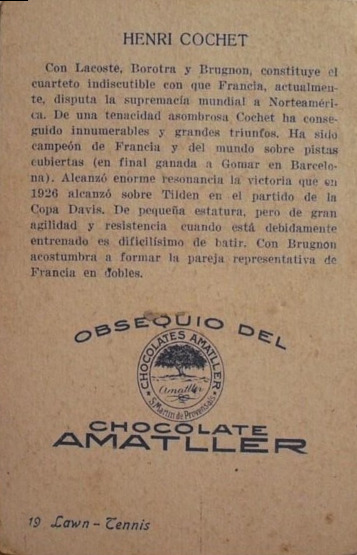 HENRI COCHET
Con Lacoste, Borotra y Brugnon, constituye el
cuarteto indiscutible con que Francia, actualmen-
te, disputa la supremacía mundial a Norteaméri-
ca. De una tenacidad asombrosa Cochet ha conse-
guido innumerables y grandes triunfos. Ha sido
campeón de Francia y del mundo sobre pistas
cubiertas (en final ganada a Gomar en Barcelo-
na). Alcanzó enorme resonancia la victoria que en
1926 alcanzó sobre Tilden en el partido de la
Copa Davis. De pequeña estatura, pero de gran
agilidad y resistencia cuando está debidamente
entrenado es dificilísimo de batir. Con Brugnon
acostumbra a formar la pareja representativa de
Francia en dobles.
OBSEQUIO DEL
CHOCOLATES AMATLLER
Amatller
S. Martín de Provensals
CHOCOLATE
AMATLLER
19 Lawn-Tennis